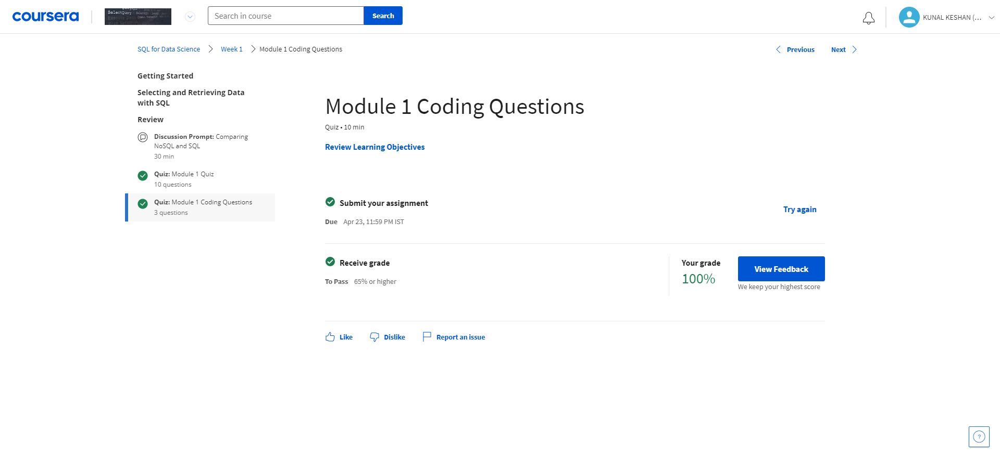 coursera
SelectQuery
Search in course
Search
KUNAL KESHAN (...
SQL for Data Science
Week 1
Module 1 Coding Questions
Previous
Next
Getting Started
Selecting and Retrieving Data
with SQL
Review
Discussion Prompt: Comparing
NoSQL and SQL
30 min
Quiz: Module 1 Quiz
10 questions
Quiz: Module 1 Coding Questions
3 questions
Module 1 Coding Questions
Quiz • 10 min
Review Learning Objectives
Submit your assignment
Due Apr 23, 11:59 PM IST
Try again
Receive grade
To Pass 65% or higher
Your grade
100%
View Feedback
We keep your highest score
Like
Dislike
Report an issue
?